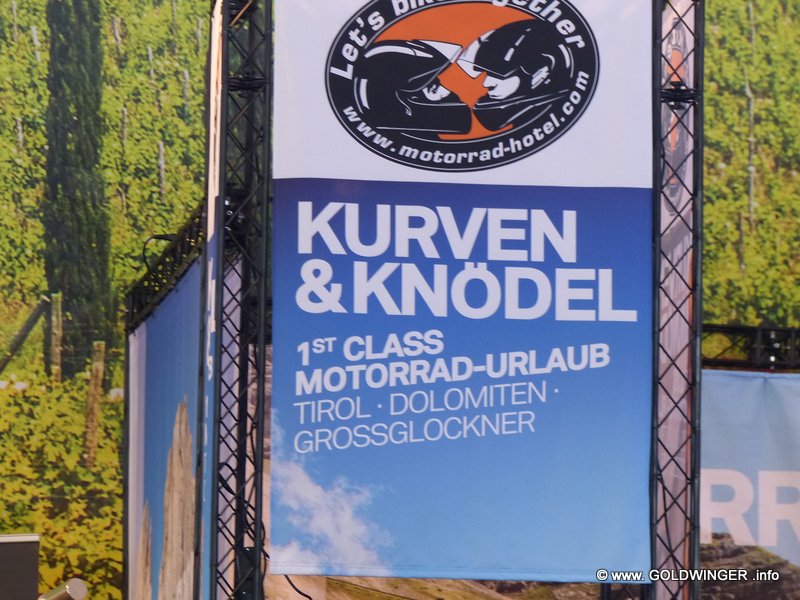 Let's bike together
www.motorrad-hotel.com
KURVEN
& KNÖDEL
1ST CLASS
MOTORRAD-URLAUB
TIROL · DOLOMITEN ·
GROSSGLOCKNER
RR
© www. GOLDWINGER .info